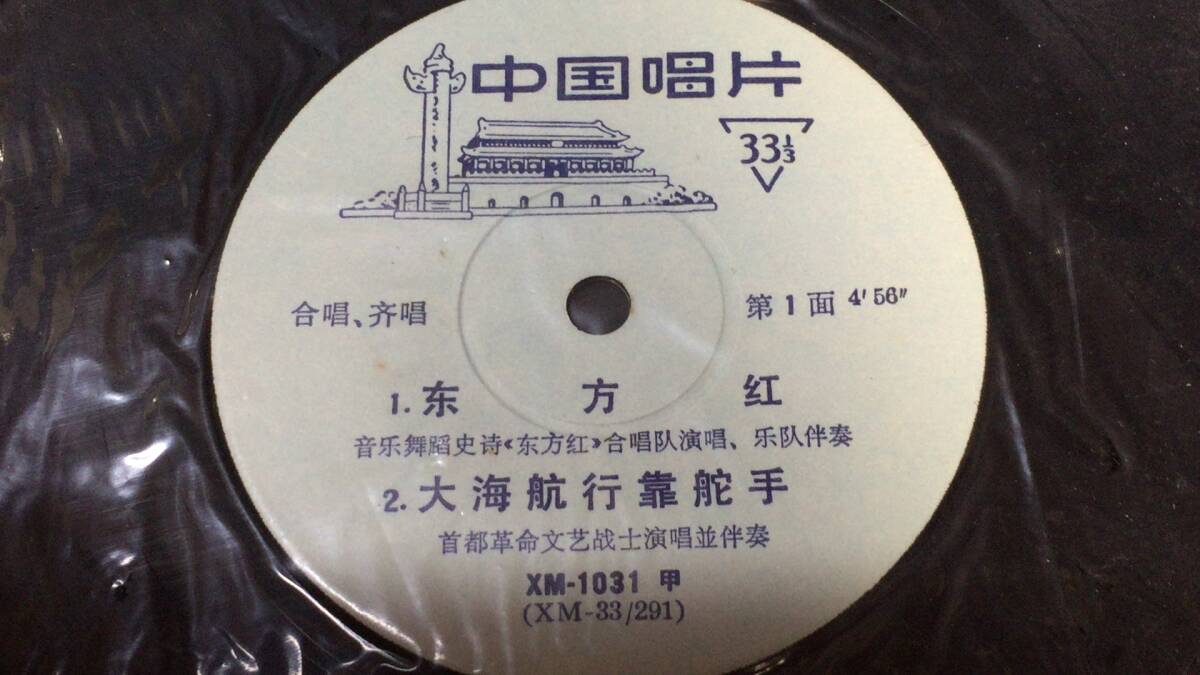 中国唱片
33⅓
合唱、齐唱
第1面 4′56″
1. 东方红
音乐舞蹈史诗《东方红》合唱队演唱、乐队伴奏
2. 大海航行靠舵手
首都革命文艺战士演唱並伴奏
XM-1031 甲
(XM-33/291)